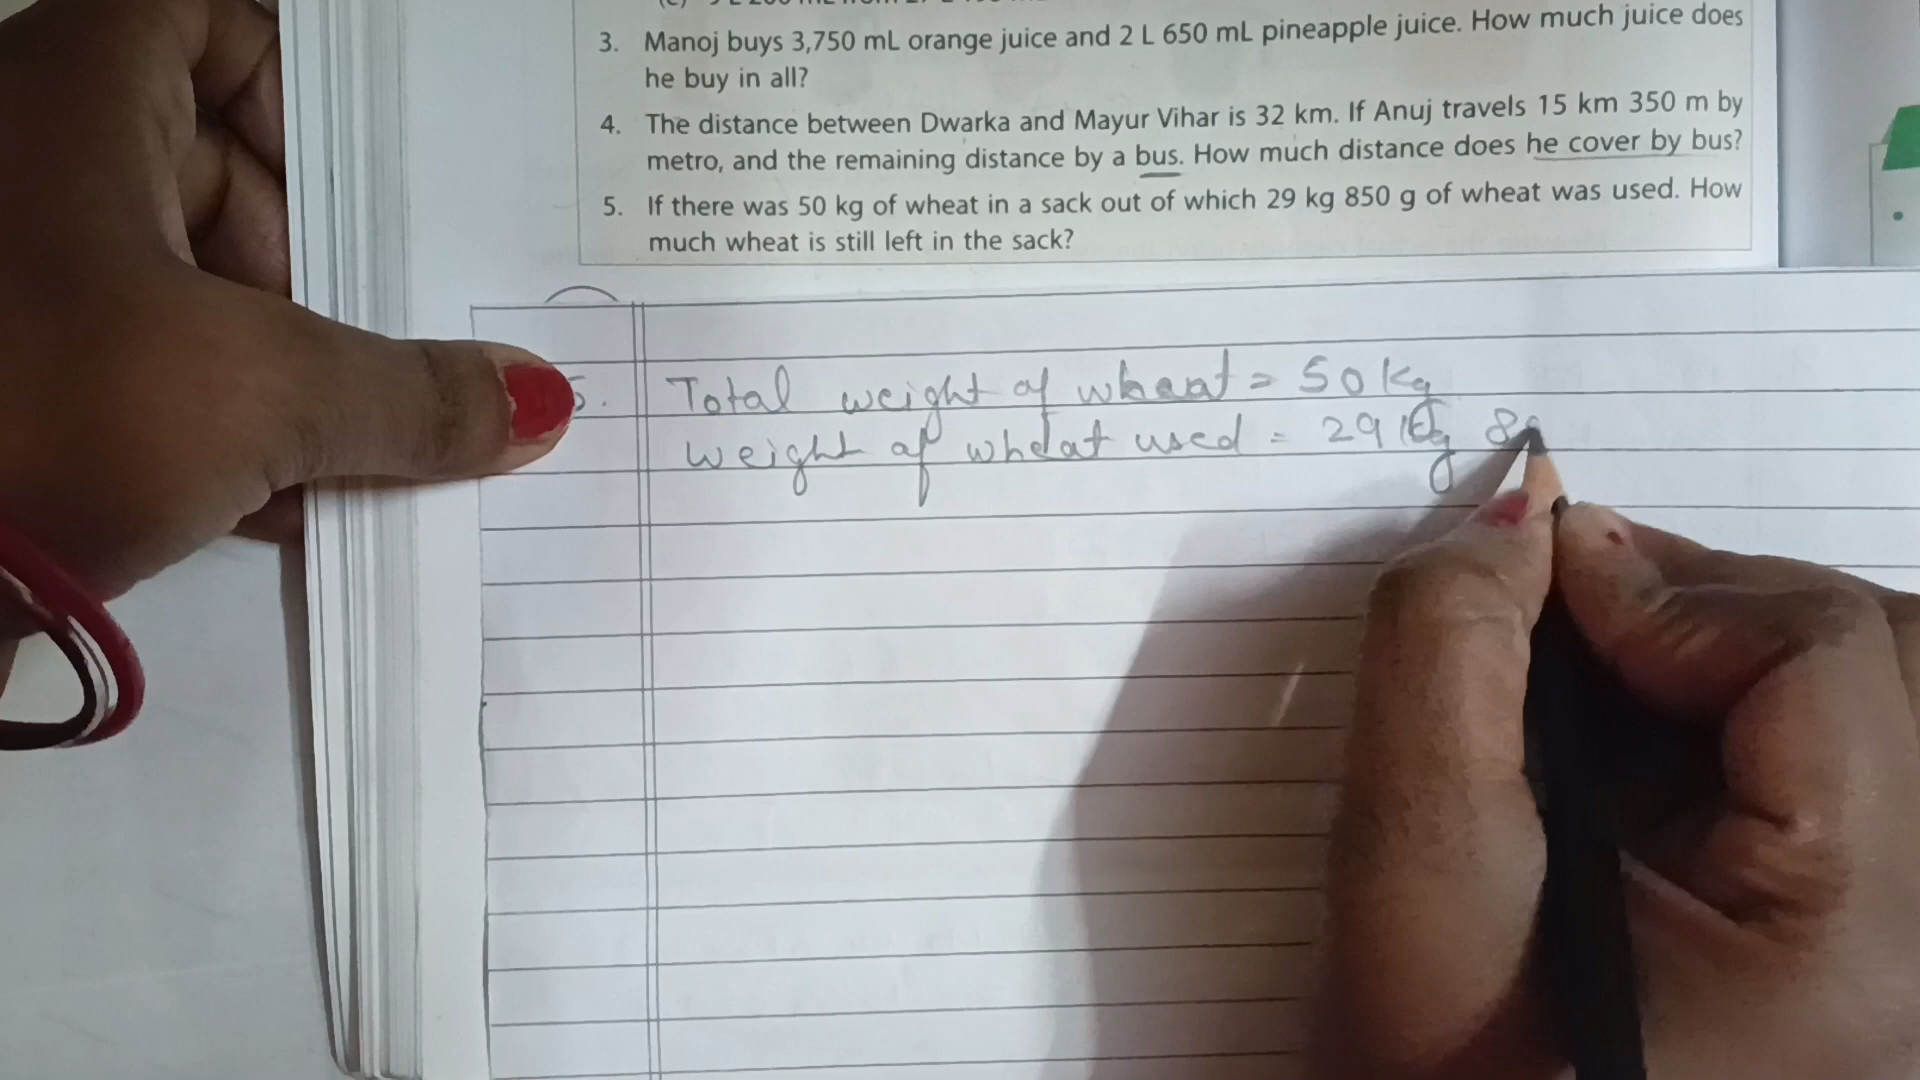 3. Manoj buys 3,750 mL orange juice and 2 L 650 mL pineapple juice. How much juice does
he buy in all?
4. The distance between Dwarka and Mayur Vihar is 32 km. If Anuj travels 15 km 350 m by
metro, and the remaining distance by a bus. How much distance does he cover by bus?
5. If there was 50 kg of wheat in a sack out of which 29 kg 850 g of wheat was used. How
much wheat is still left in the sack?
5. Total weight of wheat = 50 kg
weight of wheat used = 29 kg 8